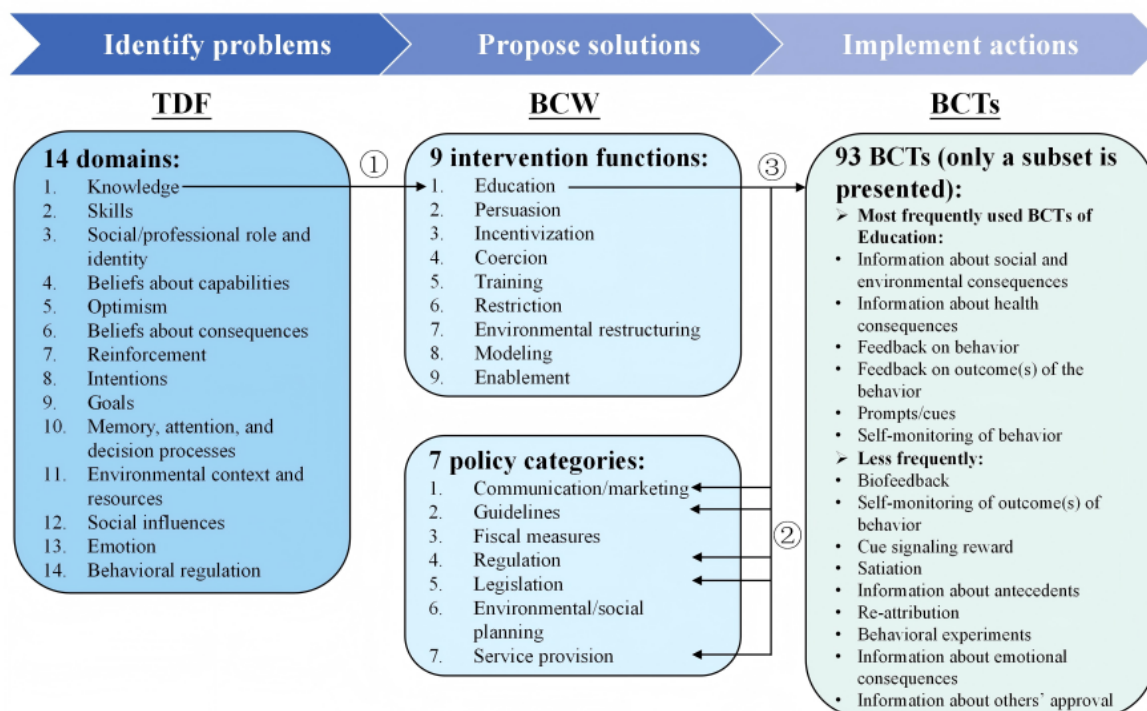 Identify problems
Propose solutions
Implement actions
TDF
14 domains:
1. Knowledge
2. Skills
3. Social/professional role and
identity
4. Beliefs about capabilities
5. Optimism
6. Beliefs about consequences
7. Reinforcement
8. Intentions
9. Goals
10. Memory, attention, and
decision processes
11. Environmental context and
resources
12. Social influences
13. Emotion
14. Behavioral regulation
①
BCW
9 intervention functions:
1. Education
2. Persuasion
3. Incentivization
4. Coercion
5. Training
6. Restriction
7. Environmental restructuring
8. Modeling
9. Enablement
7 policy categories:
1. Communication/marketing
2. Guidelines
3. Fiscal measures
4. Regulation
5. Legislation
6. Environmental/social
planning
7. Service provision
③
②
BCTs
93 BCTs (only a subset is
presented):
➢ Most frequently used BCTs of
Education:
• Information about social and
environmental consequences
• Information about health
consequences
• Feedback on behavior
• Feedback on outcome(s) of the
behavior
• Prompts/cues
• Self-monitoring of behavior
➢ Less frequently:
• Biofeedback
• Self-monitoring of outcome(s) of
behavior
• Cue signaling reward
• Satiation
• Information about antecedents
• Re-attribution
• Behavioral experiments
• Information about emotional
consequences
• Information about others' approval